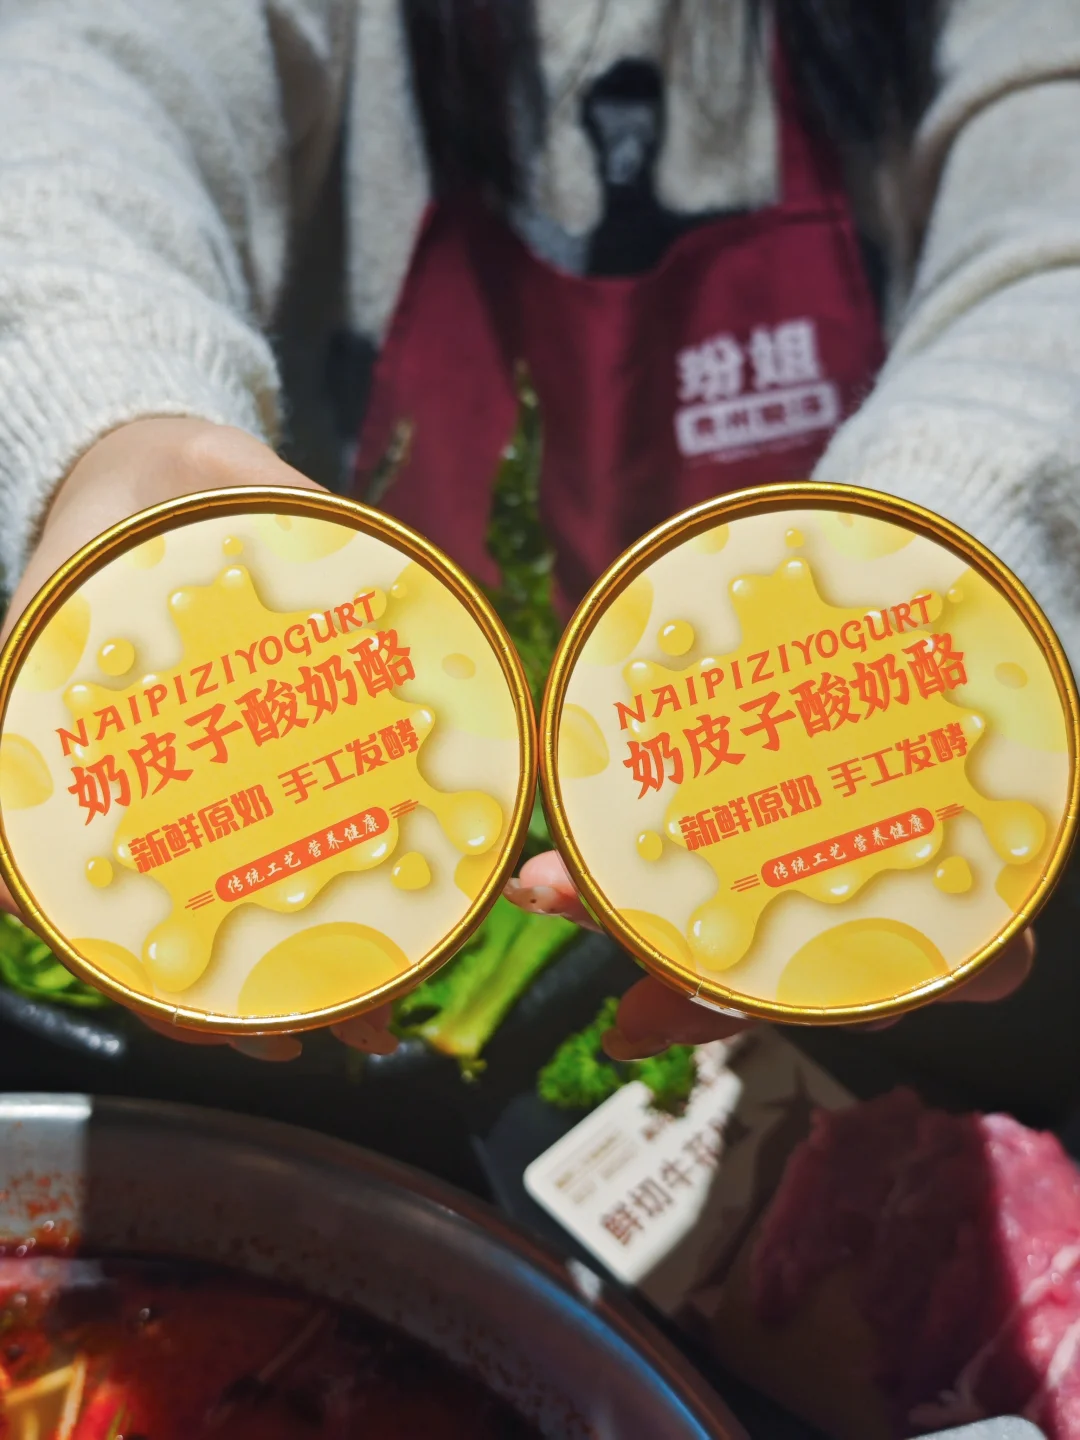 玢姐
NAIPIZIYOGURT
奶皮子酸奶酪
新鲜原奶 手工发酵
传统工艺 营养健康
NAIPIZIYOGURT
奶皮子酸奶酪
新鲜原奶 手工发酵
传统工艺 营养健康
鲜切牛